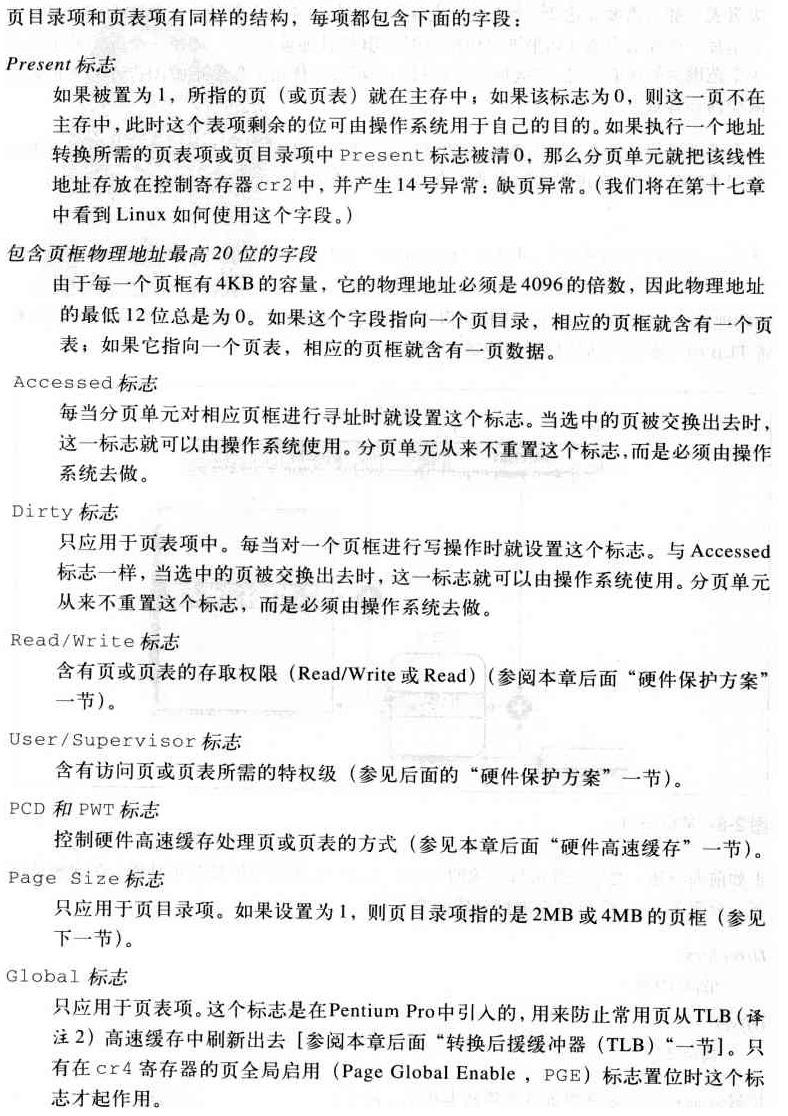 页目录项和页表项有同样的结构，每项都包含下面的字段：
Present 标志
如果被置为 1，所指的页（或页表）就在主存中；如果该标志为 0，则这一页不在
主存中，此时这个表项剩余的位可由操作系统用于自己的目的。如果执行一个地址
转换所需的页表项或页目录项中 Present 标志被清 0，那么分页单元就把该线性
地址存放在控制寄存器 cr2 中，并产生 14 号异常：缺页异常。（我们将在第十七章
中看到 Linux 如何使用这个字段。）
包含页框物理地址最高 20 位的字段
由于每一个页框有 4KB 的容量，它的物理地址必须是 4096 的倍数，因此物理地址
的最低 12 位总是为 0。如果这个字段指向一个页目录，相应的页框就含有一个页
表；如果它指向一个页表，相应的页框就含有一页数据。
Accessed 标志
每当分页单元对相应页框进行寻址时就设置这个标志。当选中的页被交换出去时，
这一标志就可以由操作系统使用。分页单元从来不重置这个标志，而是必须由操作
系统去做。
Dirty 标志
只应用于页表项中。每当对一个页框进行写操作时就设置这个标志。与 Accessed
标志一样，当选中的页被交换出去时，这一标志就可以由操作系统使用。分页单元
从来不重置这个标志，而是必须由操作系统去做。
Read/Write 标志
含有页或页表的存取权限（Read/Write 或 Read）（参阅本章后面“硬件保护方案”
一节）。
User/Supervisor 标志
含有访问页或页表所需的特权级（参见后面的“硬件保护方案”一节）。
PCD 和 PWT 标志
控制硬件高速缓存处理页或页表的方式（参见本章后面“硬件高速缓存”一节）。
Page Size 标志
只应用于页目录项。如果设置为 1，则页目录项指的是 2MB 或 4MB 的页框（参见
下一节）。
Global 标志
只应用于页表项。这个标志是在 Pentium Pro 中引入的，用来防止常用页从 TLB（译
注 2）高速缓存中刷新出去［参阅本章后面“转换后援缓冲器（TLB）“一节］。只
有在 cr4 寄存器的页全局启用（Page Global Enable ，PGE）标志置位时这个标
志才起作用。